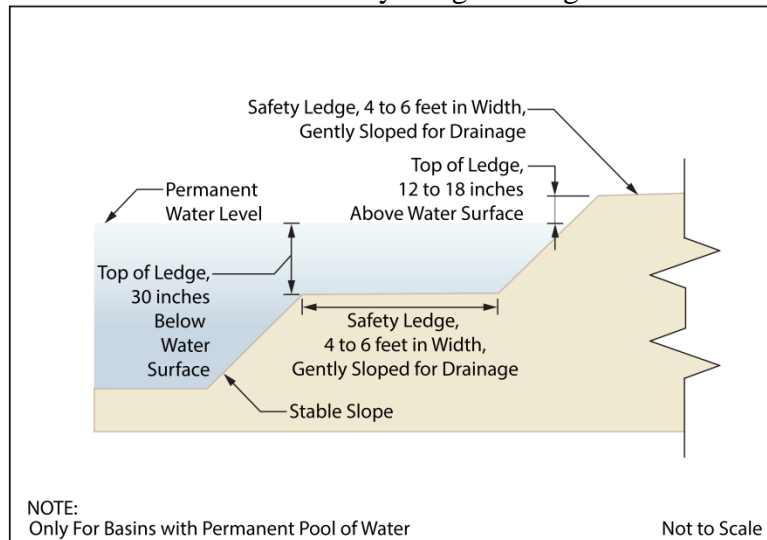 Safety Ledge, 4 to 6 feet in Width,
Gently Sloped for Drainage
Top of Ledge,
12 to 18 inches
Above Water Surface
Permanent
Water Level
Top of Ledge,
30 inches
Below
Water
Surface
Safety Ledge,
4 to 6 feet in Width,
Gently Sloped for Drainage
Stable Slope
NOTE:
Only For Basins with Permanent Pool of Water
Not to Scale